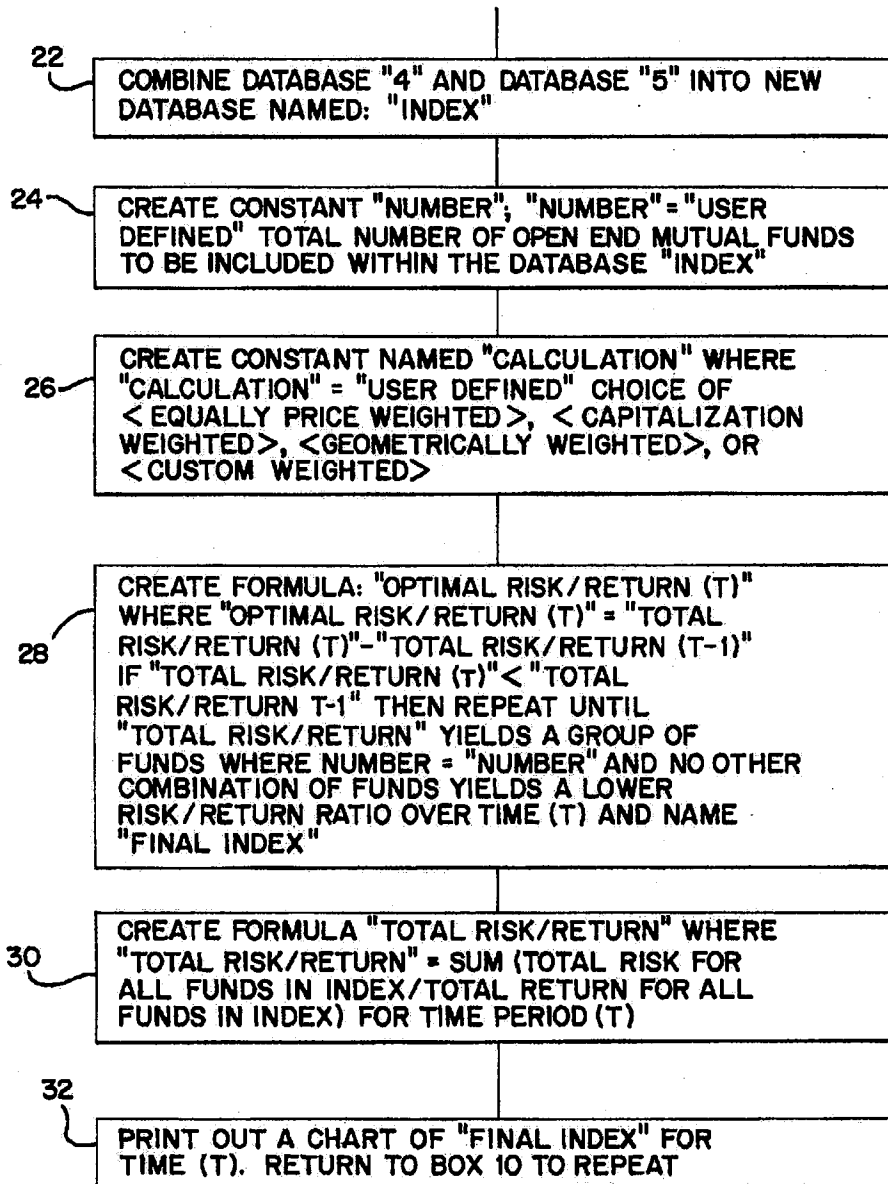 22
COMBINE DATABASE "4" AND DATABASE "5" INTO NEW
DATABASE NAMED: "INDEX"
24
CREATE CONSTANT "NUMBER"; "NUMBER"="USER
DEFINED" TOTAL NUMBER OF OPEN END MUTUAL FUNDS
TO BE INCLUDED WITHIN THE DATABASE "INDEX"
26
CREATE CONSTANT NAMED "CALCULATION" WHERE
"CALCULATION" = "USER DEFINED" CHOICE OF
<EQUALLY PRICE WEIGHTED>, <CAPITALIZATION
WEIGHTED>, <GEOMETRICALLY WEIGHTED>, OR
<CUSTOM WEIGHTED>
28
CREATE FORMULA: "OPTIMAL RISK/RETURN (T)"
WHERE "OPTIMAL RISK/RETURN (T)" = "TOTAL
RISK/RETURN (T)"-"TOTAL RISK/RETURN (T-1)"
IF "TOTAL RISK/RETURN (T)"< "TOTAL
RISK/RETURN T-1" THEN REPEAT UNTIL
"TOTAL RISK/RETURN" YIELDS A GROUP OF
FUNDS WHERE NUMBER = "NUMBER" AND NO OTHER
COMBINATION OF FUNDS YIELDS A LOWER
RISK/RETURN RATIO OVER TIME (T) AND NAME
"FINAL INDEX"
30
CREATE FORMULA "TOTAL RISK/RETURN" WHERE
"TOTAL RISK/RETURN" = SUM (TOTAL RISK FOR
ALL FUNDS IN INDEX/TOTAL RETURN FOR ALL
FUNDS IN INDEX) FOR TIME PERIOD (T)
32
PRINT OUT A CHART OF "FINAL INDEX" FOR
TIME (T). RETURN TO BOX 10 TO REPEAT